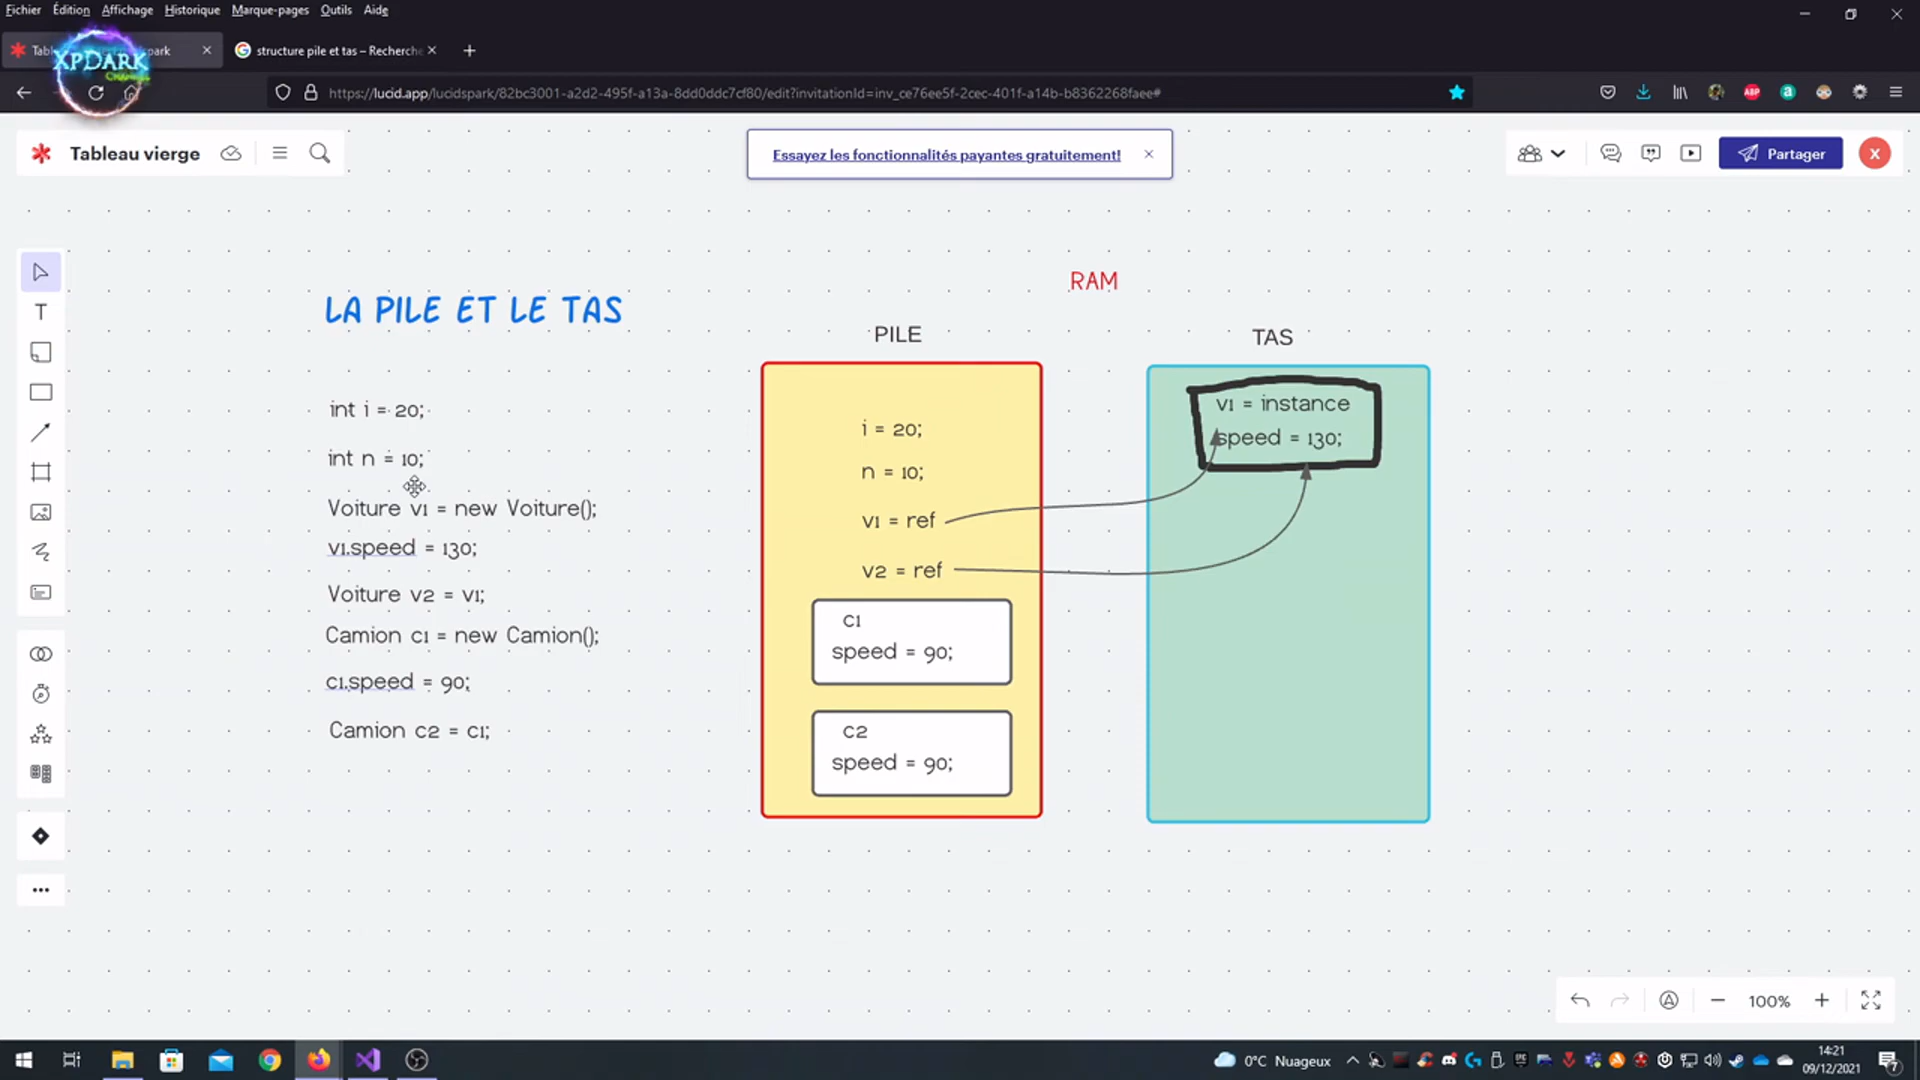 Fichier Édition Affichage Historique Marque-pages Outils Aide
XPDARK
structure pile et tas – Recherche
https://lucid.app/lucidspark/82bc3001-a2d2-495f-a13a-8dd0ddc7cf80/edit?invitationId=inv_ce76ee5f-2cec-401f-a14b-b8362268faee#
ABP
a
Tableau vierge
Essayez les fonctionnalités payantes gratuitement!
Partager
X
RAM
LA PILE ET LE TAS
PILE
TAS
int i = 20;
int n = 10;
Voiture v1 = new Voiture();
v1.speed = 130;
Voiture v2 = v1;
Camion c1 = new Camion();
c1.speed = 90;
Camion c2 = c1;
i = 20;
n = 10;
v1 = ref
v2 = ref
c1
speed = 90;
c2
speed = 90;
v1 = instance
speed = 130;
T
100%
0°C Nuageux
14:21
09/12/2021
7